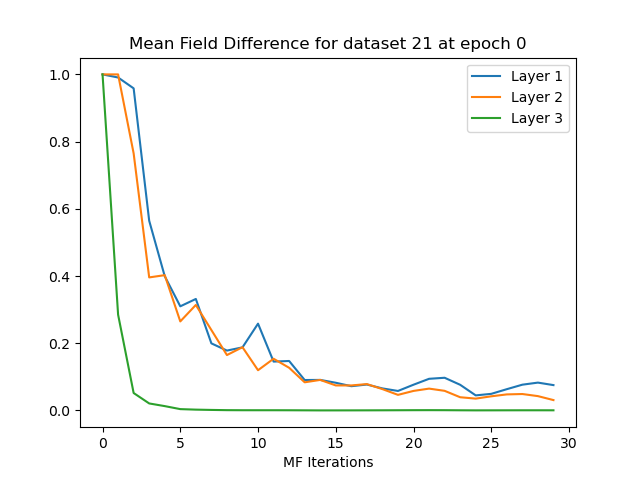 Mean Field Difference for dataset 21 at epoch 0
1.0
0.8
0.6
0.4
0.2
0.0
Layer 1
Layer 2
Layer 3
0 5 10 15 20 25 30
MF Iterations